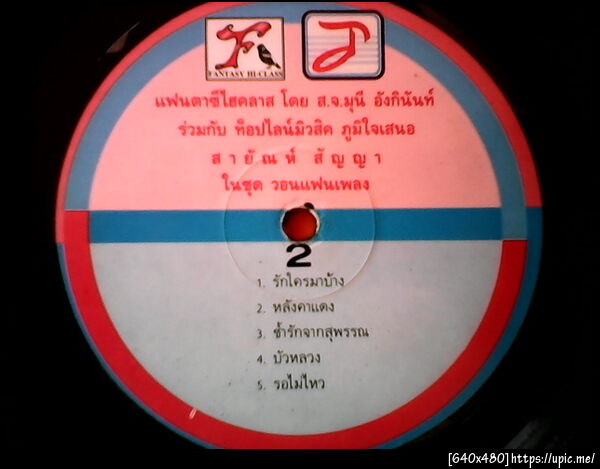 FANTASY HI-CLASS
แฟนตาซีไฮคลาส โดย ส.จ.มุนี อังกินันท์
ร่วมกับ ท็อปไลน์มิวสิค ภูมิใจเสนอ
สายัณห์ สัญญา
ในชุด วอนแฟนเพลง
2
1. รักใครมาบ้าง
2. หลังคาแดง
3. ช้ำรักจากสุพรรณ
4. บัวหลวง
5. รอไม่ไหว
[640x480]https://upic.me/